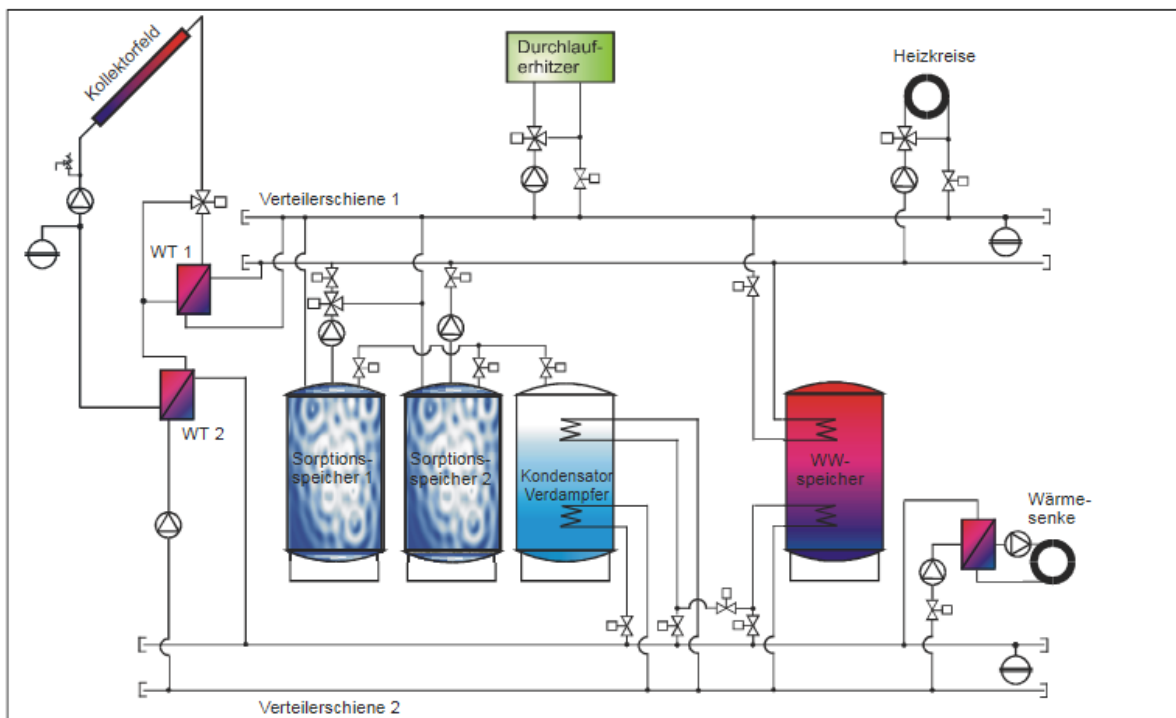 Kollektorfeld
Durchlauf-
erhitzer
Heizkreise
Verteilerschiene 1
WT 1
WT 2
Sorptions-
speicher 1
Sorptions-
speicher 2
Kondensator
Verdampfer
WW-
speicher
Wärme-
senke
Verteilerschiene 2